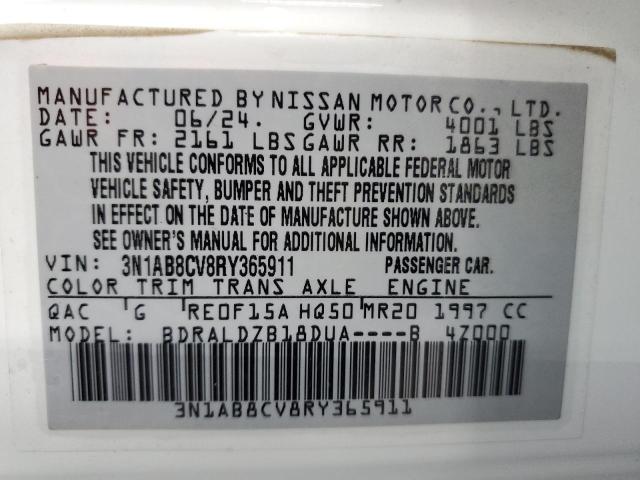 MANUFACTURED BY NISSAN MOTOR CO., LTD.
DATE: 06/24. GVWR: 4001 LBS
GAWR FR: 2161 LBS GAWR RR: 1863 LBS
THIS VEHICLE CONFORMS TO ALL APPLICABLE FEDERAL MOTOR
VEHICLE SAFETY, BUMPER AND THEFT PREVENTION STANDARDS
IN EFFECT ON THE DATE OF MANUFACTURE SHOWN ABOVE.
SEE OWNER'S MANUAL FOR ADDITIONAL INFORMATION.
VIN: 3N1AB8CV8RY365911 PASSENGER CAR.
COLOR TRIM TRANS AXLE ENGINE
QAC G RE0F15A HQ50 MR20 1997 CC
MODEL: BDRALDZB18DUA----B 4Z000
3N1AB8CV8RY365911